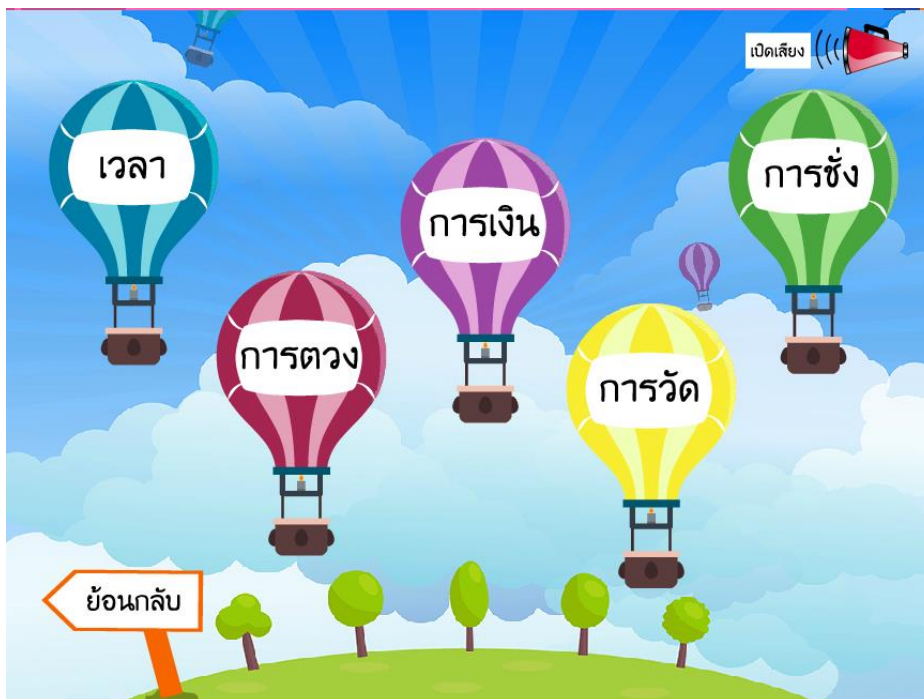 เปิดเสียง
เวลา
การเงิน
การชั่ง
การตวง
การวัด
ย้อนกลับ